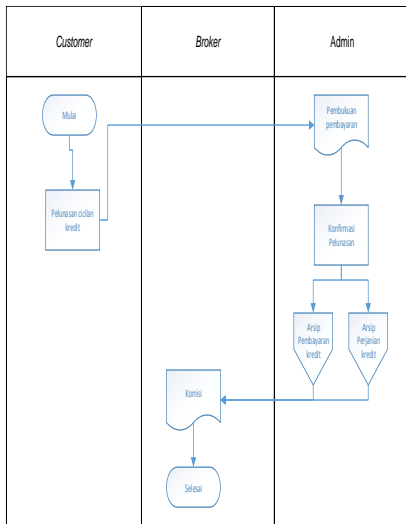 Customer
Broker
Admin
Mulai
Pelunasan cicilan
kredit
Pembukuan
pembayaran
Konfirmasi
Pelunasan
Arsip
Pembayaran
kredit
Arsip
Perjanian
kredit
Komisi
Selesai